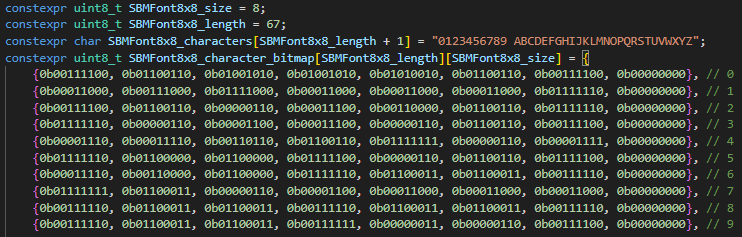 constexpr uint8_t SBMFont8x8_size = 8;
constexpr uint8_t SBMFont8x8_length = 67;
constexpr char SBMFont8x8_characters[SBMFont8x8_length + 1] = "0123456789 ABCDEFGHIJKLMNOPQRSTUVWXYZ";
constexpr uint8_t SBMFont8x8_character_bitmap[SBMFont8x8_length][SBMFont8x8_size] = {
{0b00111100, 0b01100110, 0b01001010, 0b01001010, 0b01010010, 0b01100110, 0b00111100, 0b00000000}, // 0
{0b00011000, 0b00111000, 0b01111000, 0b00011000, 0b00011000, 0b00011000, 0b01111110, 0b00000000}, // 1
{0b00111100, 0b01100110, 0b00000110, 0b00011100, 0b00110000, 0b01100110, 0b01111110, 0b00000000}, // 2
{0b01111110, 0b00000110, 0b00001100, 0b00011100, 0b00000110, 0b01100110, 0b00111100, 0b00000000}, // 3
{0b00001110, 0b00011110, 0b00110110, 0b01100110, 0b01111111, 0b00000110, 0b00001111, 0b00000000}, // 4
{0b01111110, 0b01100000, 0b01100000, 0b01111100, 0b00000110, 0b01100110, 0b01111100, 0b00000000}, // 5
{0b00011110, 0b00110000, 0b01100000, 0b01111110, 0b01100011, 0b01100011, 0b00111110, 0b00000000}, // 6
{0b01111111, 0b01100011, 0b00000110, 0b00001100, 0b00011000, 0b00011000, 0b00011000, 0b00000000}, // 7
{0b00111110, 0b01100011, 0b01100011, 0b00111110, 0b01100011, 0b01100011, 0b00111110, 0b00000000}, // 8
{0b00111110, 0b01100011, 0b01100011, 0b00111111, 0b00000011, 0b00000110, 0b00111100, 0b00000000}, // 9